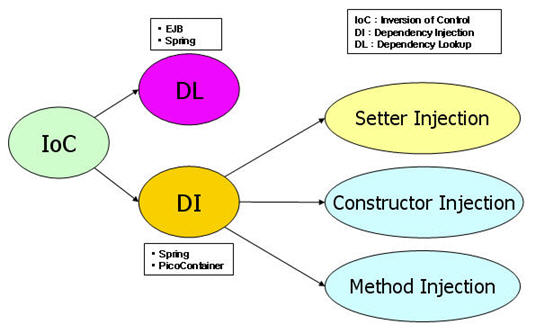 ▪ EJB
▪ Spring
IoC : Inversion of Control
DI : Dependency Injection
DL : Dependency Lookup
DL
Setter Injection
IoC
DI
Constructor Injection
▪ Spring
▪ PicoContainer
Method Injection